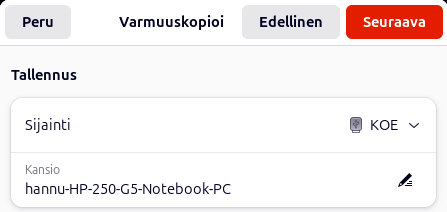 Peru Varmuuskopioi Edellinen Seuraava
Tallennus
Sijainti KOE
Kansio
hannu-HP-250-G5-Notebook-PC